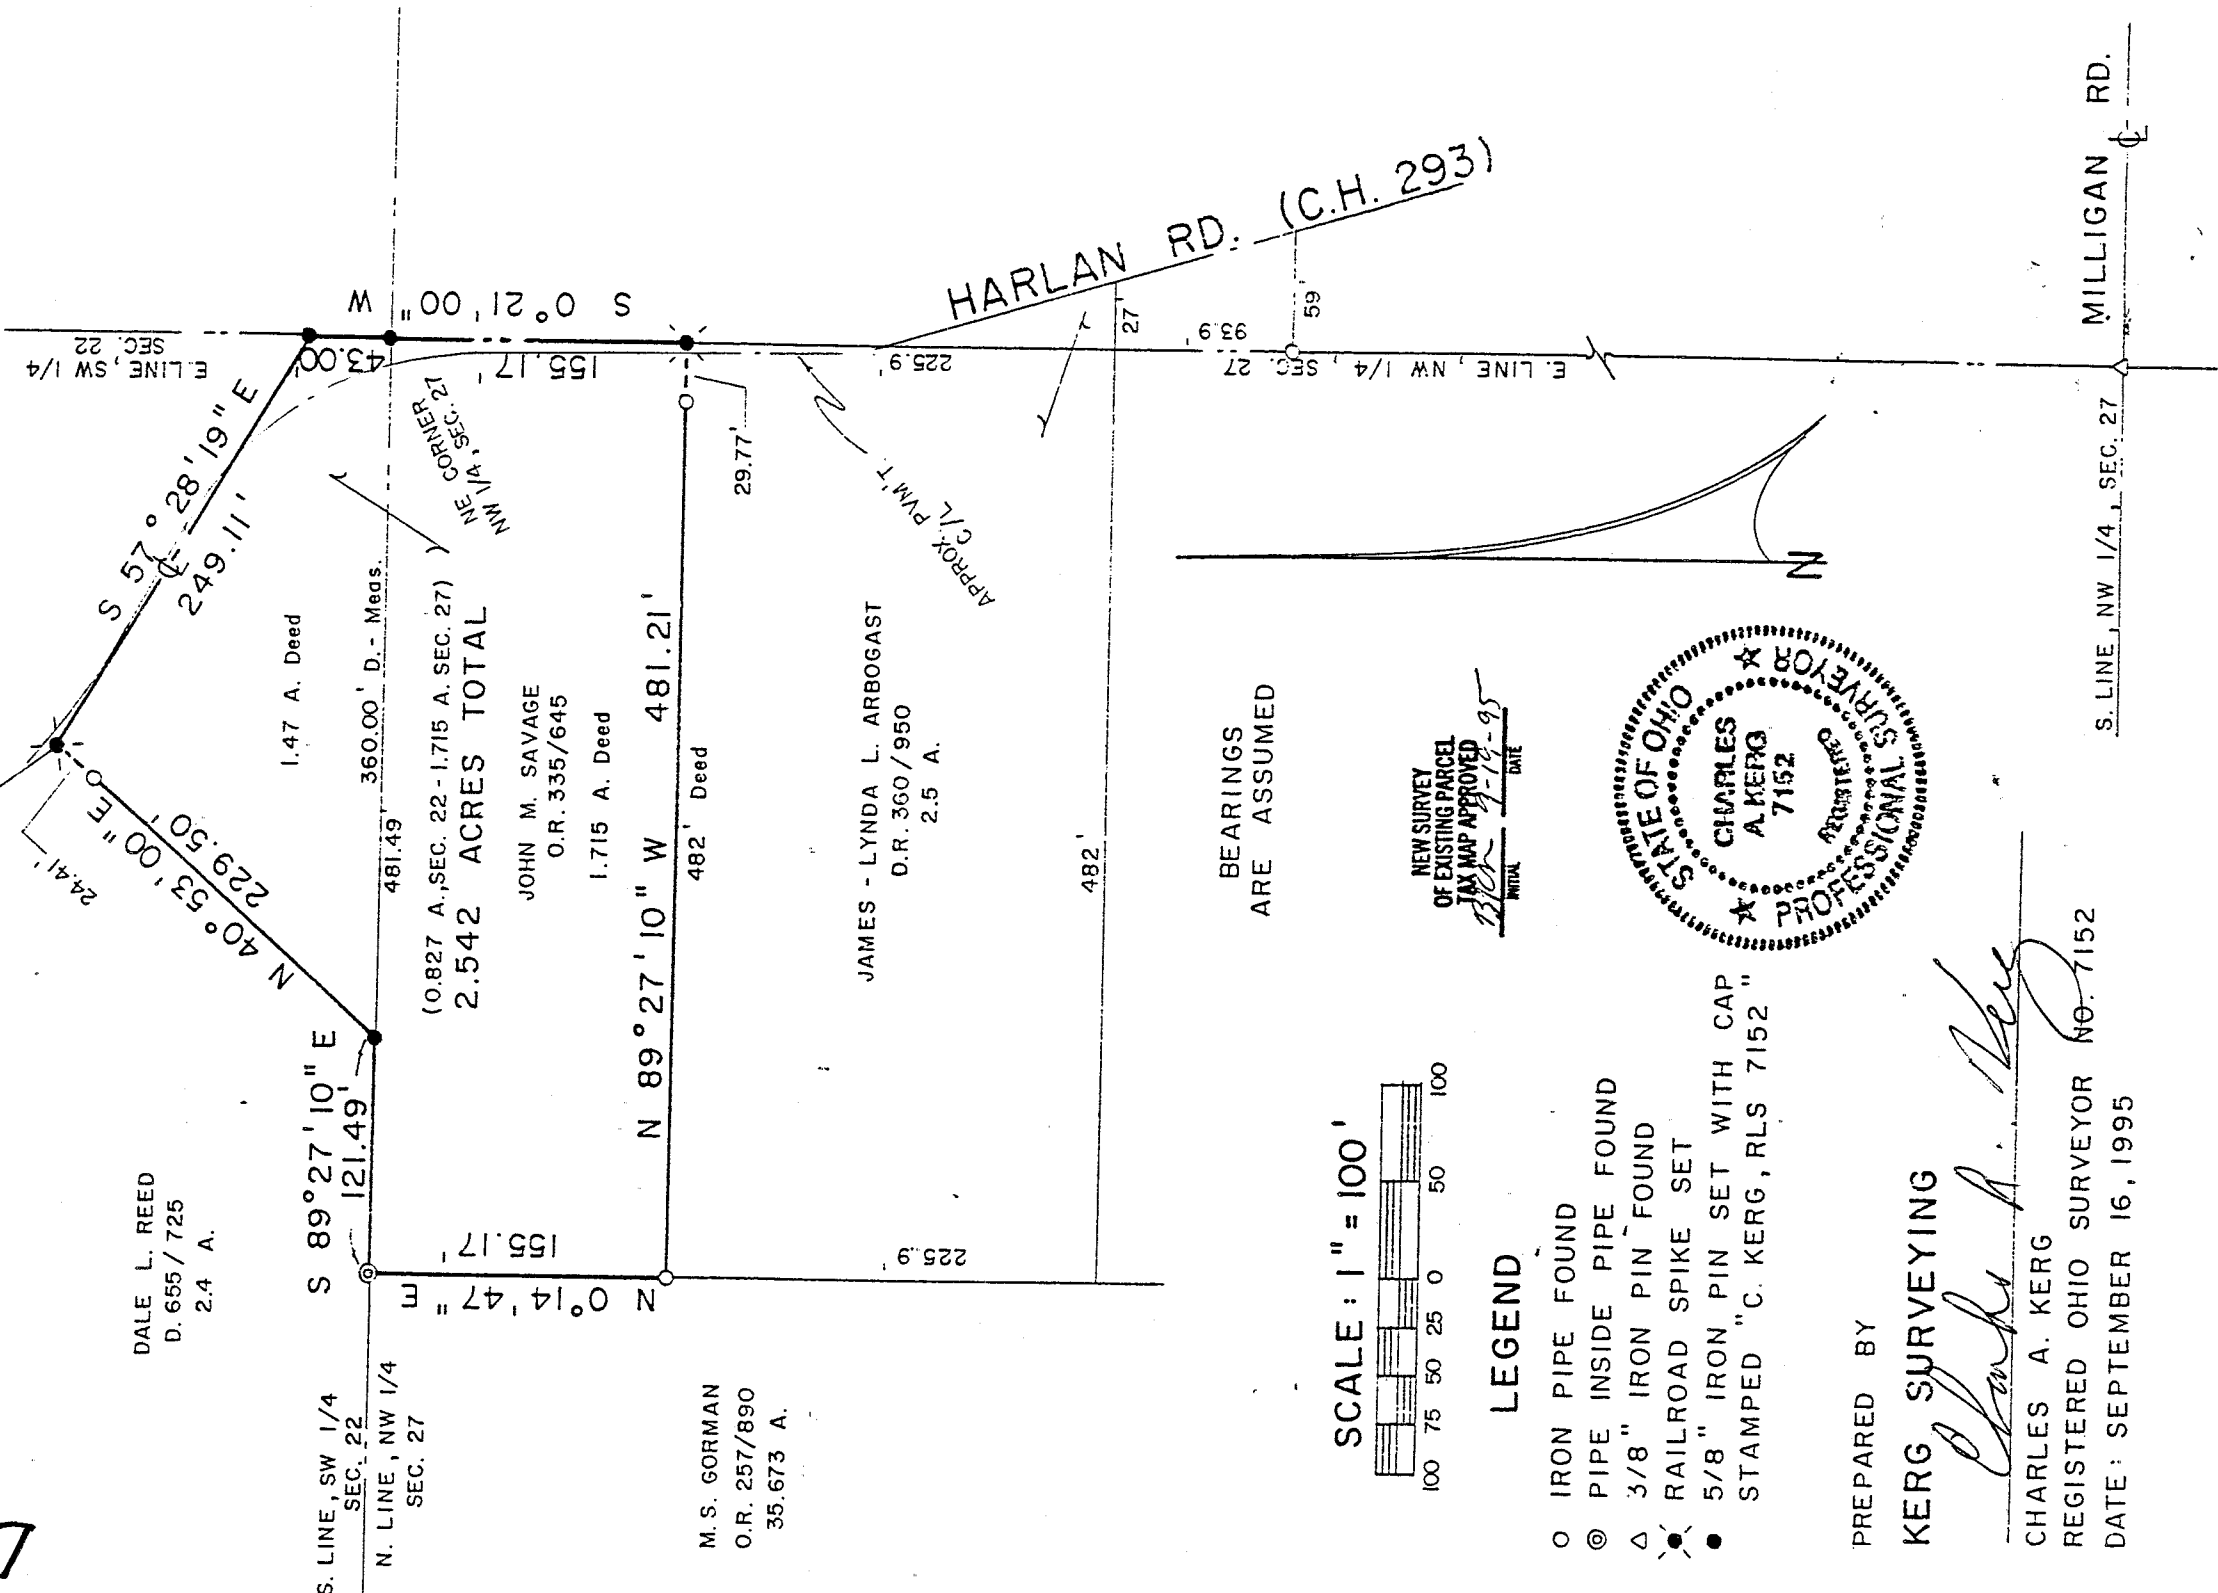 E. LINE, SW 1/4
SEC. 22
S 57° 28' 19" E
249.11'
43.00'
S 0° 21' 00" W
155.17'
NE CORNER
NW 1/4, SEC. 27
24.41'
N 40° 53' 00" E
229.50'
1.47 A. Deed
360.00' D.- Meas.
481.49'
(0.827 A., SEC. 22 - 1.715 A. SEC. 27)
2.542 ACRES TOTAL
JOHN M. SAVAGE
O.R. 335/645
1.715 A. Deed
DALE L. REED
D. 655/725
2.4 A.
S 89° 27' 10" E
121.49'
S. LINE, SW 1/4
SEC. 22
N. LINE, NW 1/4
SEC. 27
N 0° 14' 47" E
155.17'
N 89° 27' 10" W 481.21'
482' Deed
29.77'
APPROX. PVM'T.
C/L
JAMES - LYNDA L. ARBOGAST
D.R. 360/950
2.5 A.
225.9'
225.9'
482'
27'
HARLAN RD. (C.H. 293)
93.9'
59'
E. LINE, NW 1/4, SEC. 27
M. S. GORMAN
O.R. 257/890
35.673 A.
BEARINGS
ARE ASSUMED
N
S. LINE, NW 1/4, SEC. 27
MILLIGAN RD.
NEW SURVEY
OF EXISTING PARCEL
TAX MAP APPROVED
9-19-95
INITIAL DATE
STATE OF OHIO
CHARLES
A. KERG
7152
REGISTERED
PROFESSIONAL SURVEYOR
SCALE : 1" = 100'
100 75 50 25 0 50 100
LEGEND
IRON PIPE FOUND
PIPE INSIDE PIPE FOUND
3/8" IRON PIN FOUND
RAILROAD SPIKE SET
5/8" IRON PIN SET WITH CAP
STAMPED "C. KERG, RLS 7152"
PREPARED BY
KERG SURVEYING
Charles A. Kerg
CHARLES A. KERG
REGISTERED OHIO SURVEYOR NO. 7152
DATE : SEPTEMBER 16, 1995